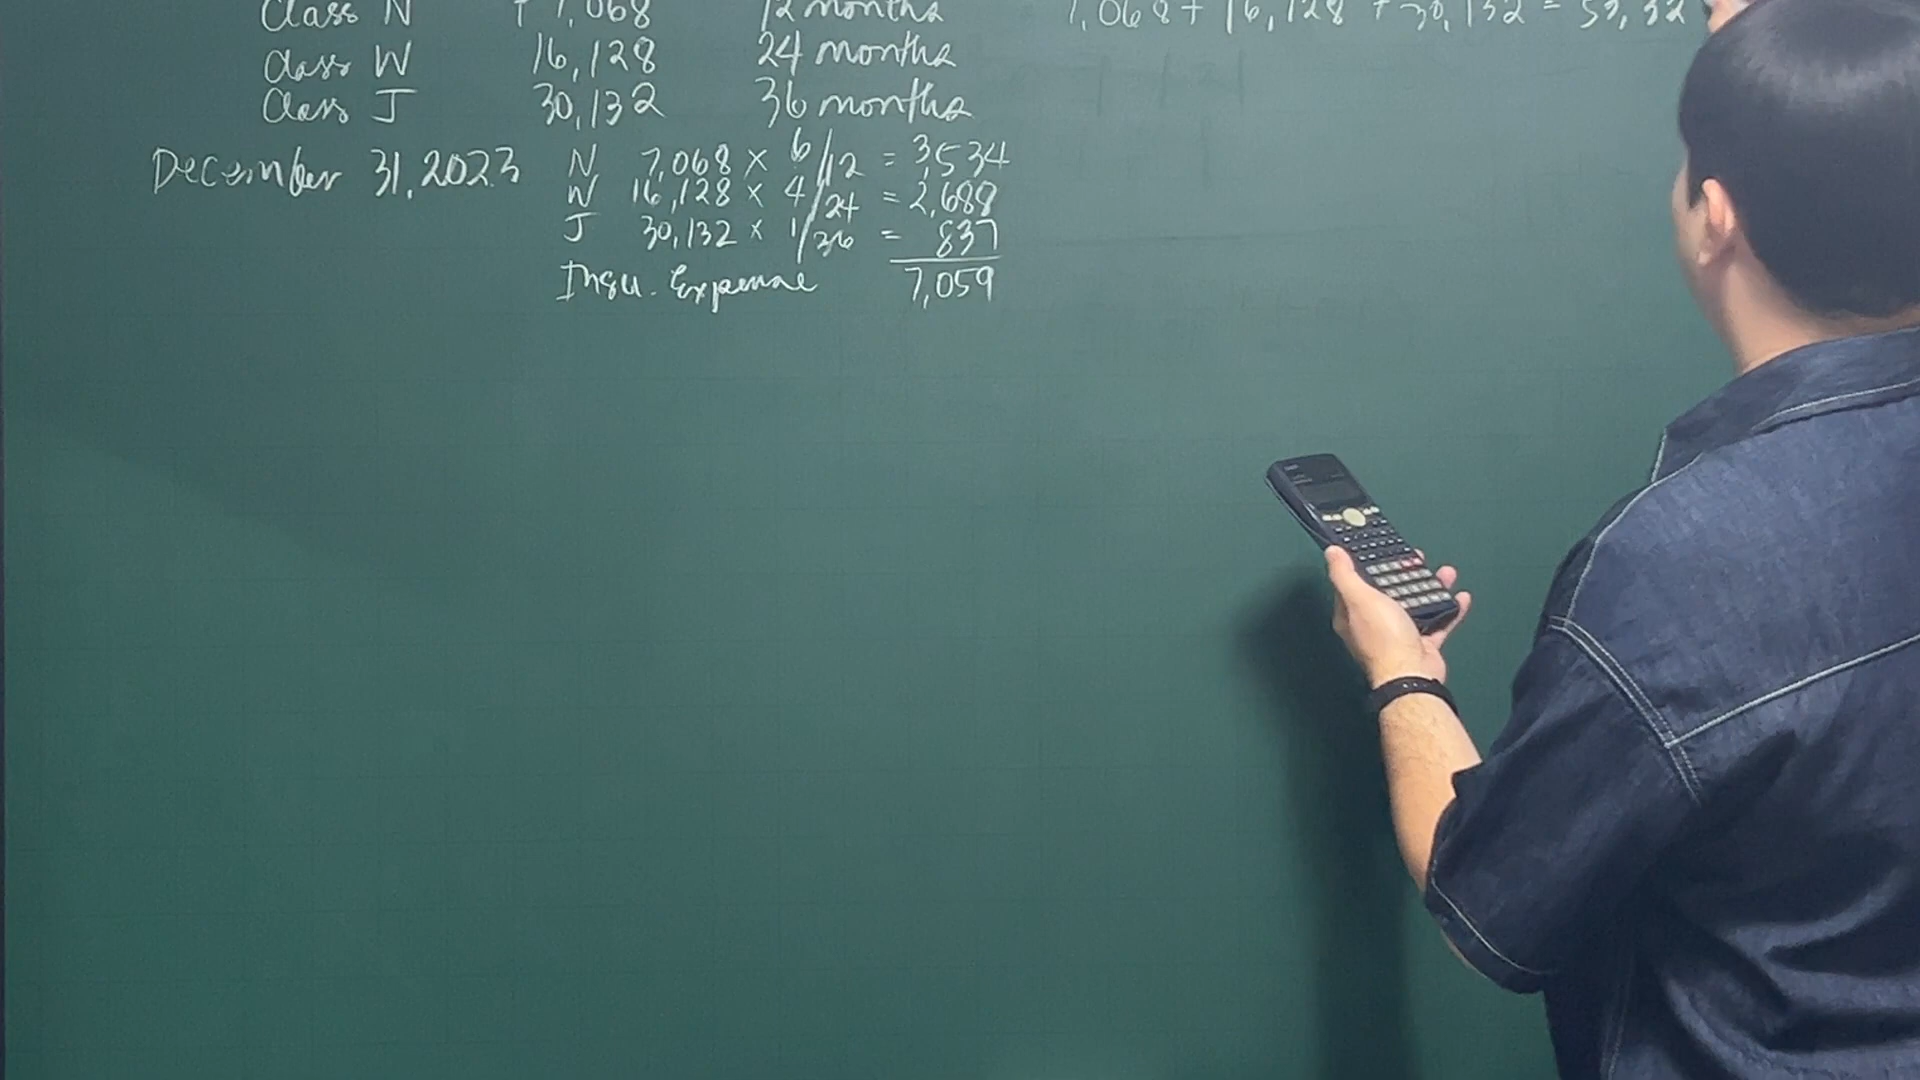 Class N ₱ 7,068 12 months 7,068 + 16,128 + 30,132 = 53,32
Class W 16,128 24 months
Class J 30,132 36 months
December 31, 2023 N 7,068 x 6/12 = 3,534
W 16,128 x 4/24 = 2,688
J 30,132 x 1/36 = 837
Insu. Expense 7,059